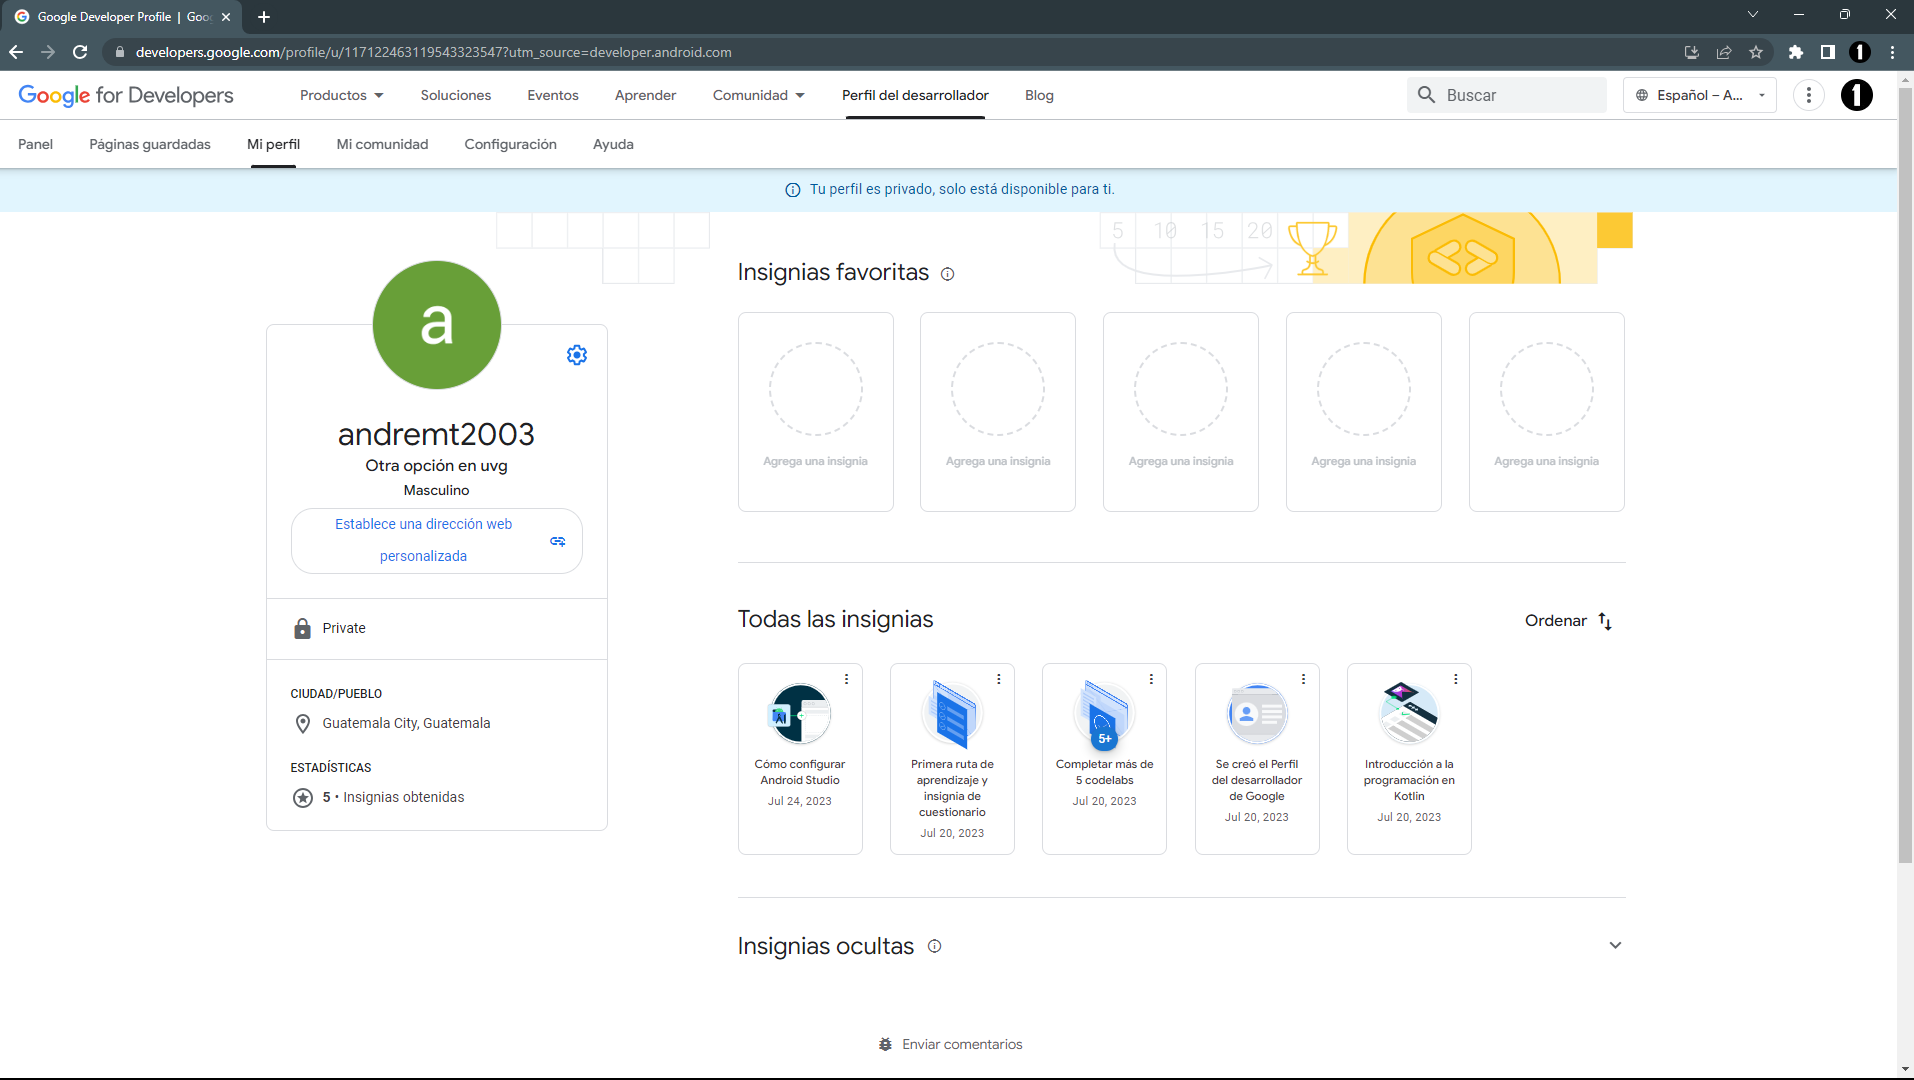 Google Developer Profile | Goo
developers.google.com/profile/u/117122463119543323547?utm_source=developer.android.com
Google for Developers
Productos
Soluciones
Eventos
Aprender
Comunidad
Perfil del desarrollador
Blog
Buscar
Español – A...
1
Panel
Páginas guardadas
Mi perfil
Mi comunidad
Configuración
Ayuda
Tu perfil es privado, solo está disponible para ti.
5 10 15 20
a
andremt2003
Otra opción en uvg
Masculino
Establece una dirección web
personalizada
Private
CIUDAD/PUEBLO
Guatemala City, Guatemala
ESTADÍSTICAS
5 • Insignias obtenidas
Insignias favoritas
Agrega una insignia
Agrega una insignia
Agrega una insignia
Agrega una insignia
Agrega una insignia
Todas las insignias
Ordenar
Cómo configurar
Android Studio
Jul 24, 2023
Primera ruta de
aprendizaje y
insignia de
cuestionario
Jul 20, 2023
5+
Completar más de
5 codelabs
Jul 20, 2023
Se creó el Perfil
del desarrollador
de Google
Jul 20, 2023
Introducción a la
programación en
Kotlin
Jul 20, 2023
Insignias ocultas
Enviar comentarios